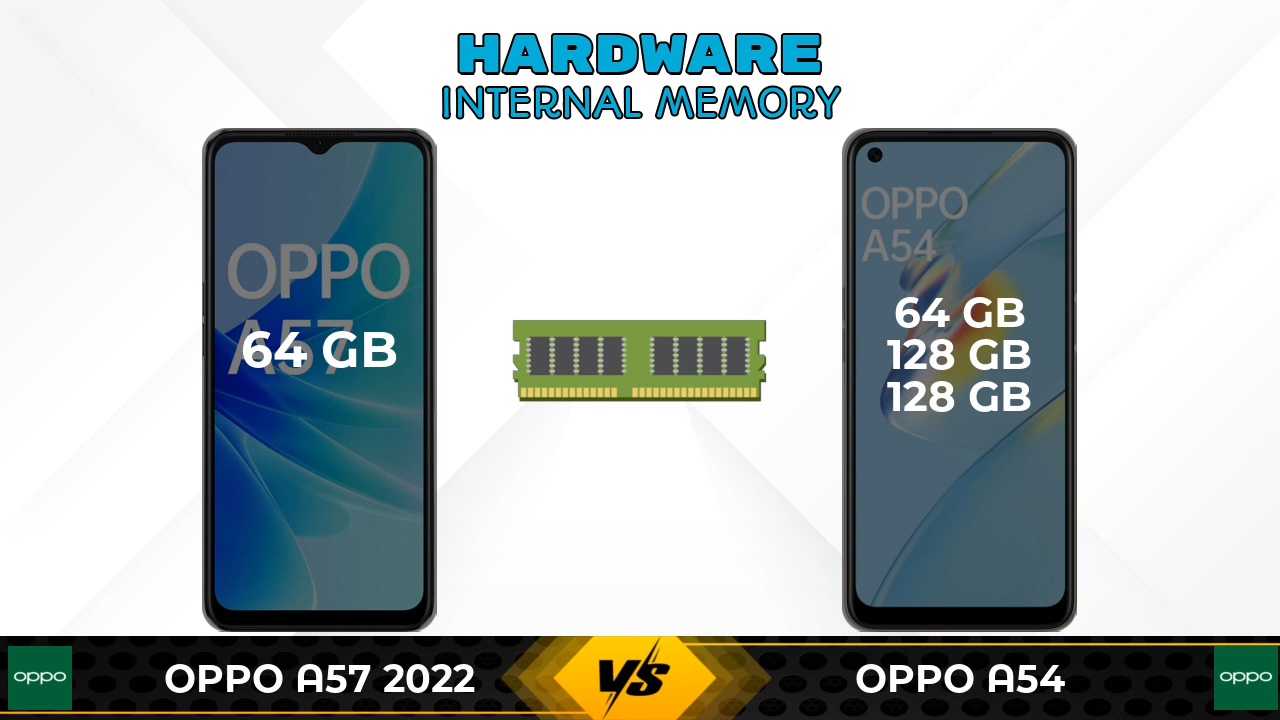 HARDWARE
INTERNAL MEMORY
OPPO
A57
64 GB
OPPO
A54
64 GB
128 GB
128 GB
oppo
OPPO A57 2022
VS
OPPO A54
oppo